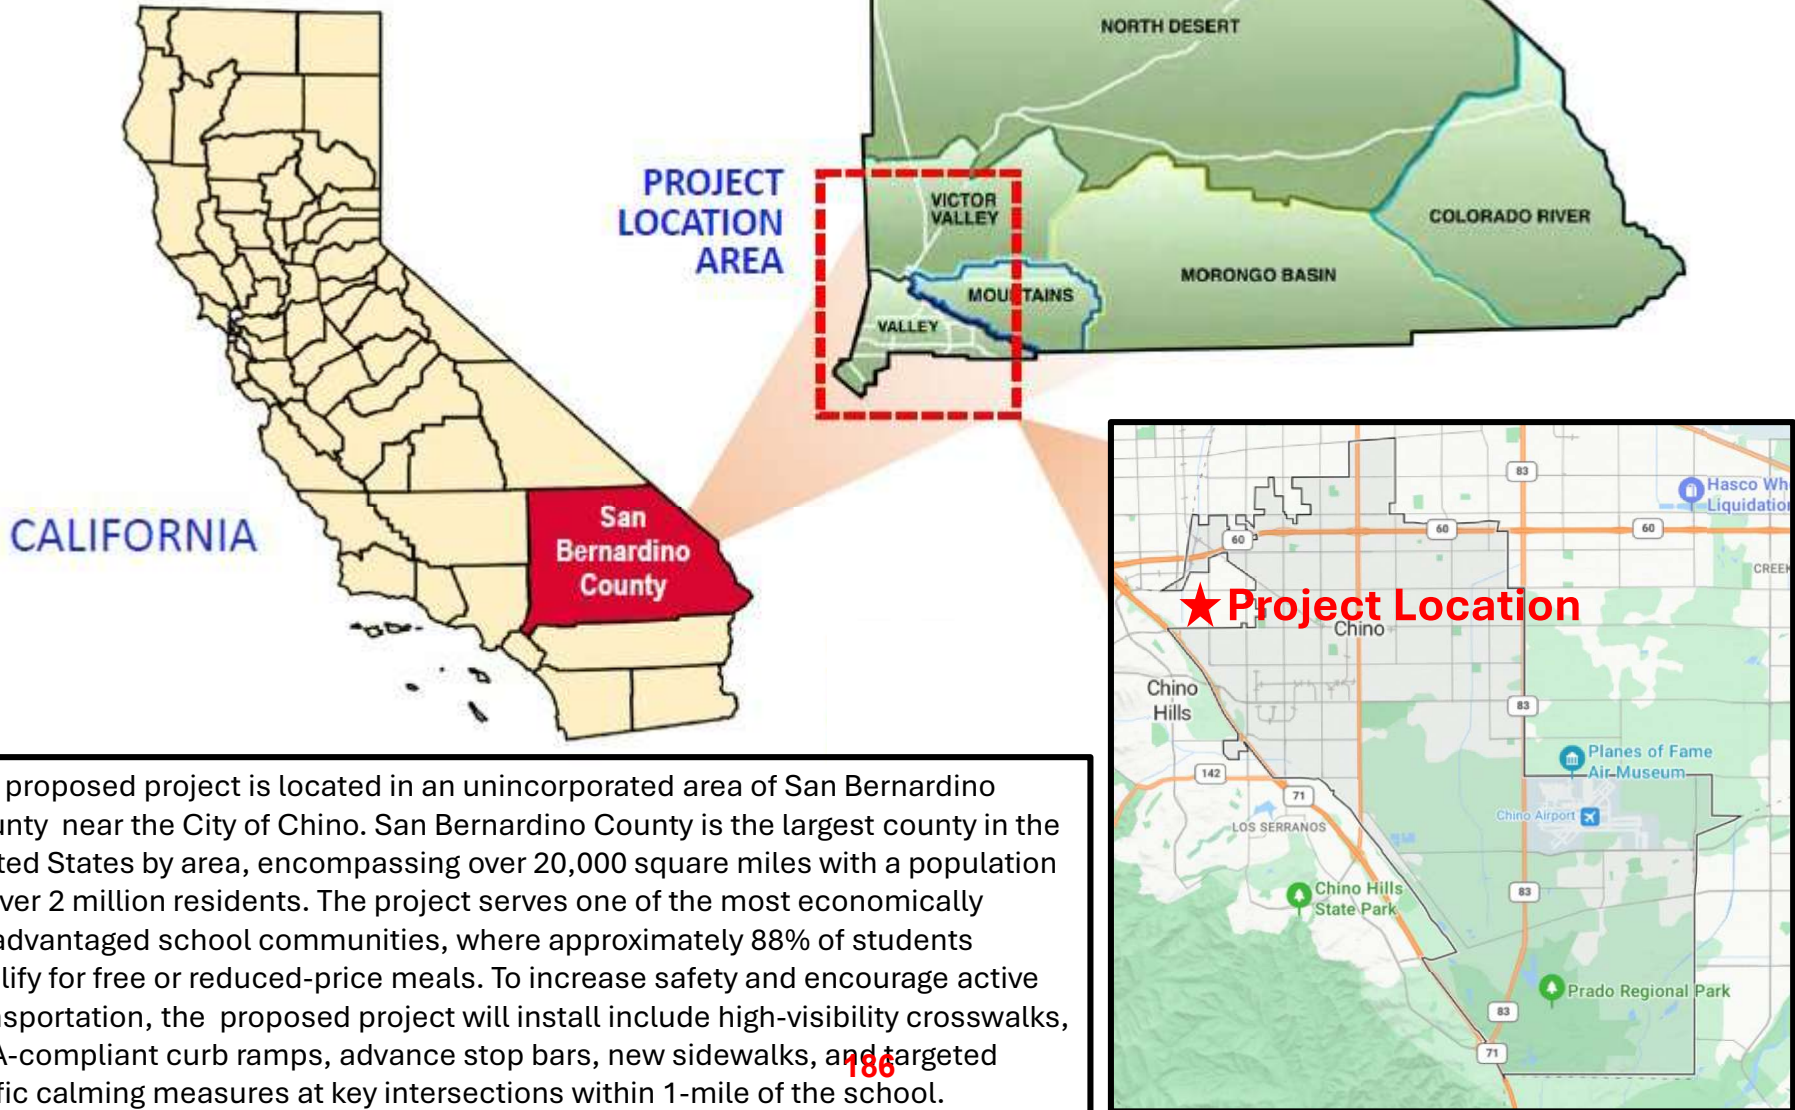 NORTH DESERT
PROJECT
LOCATION
AREA
VICTOR
VALLEY
COLORADO RIVER
MORONGO BASIN
MOUNTAINS
VALLEY
CALIFORNIA
San
Bernardino
County
83
Hasco Wh
Liquidation
60
60
60
CREEK
★Project Location
Chino
Chino
Hills
83
Planes of Fame
Air Museum
142
71
Chino Airport
LOS SERRANOS
83
Chino Hills
State Park
Prado Regional Park
83
71
proposed project is located in an unincorporated area of San Bernardino
unty near the City of Chino. San Bernardino County is the largest county in the
ted States by area, encompassing over 20,000 square miles with a population
ver 2 million residents. The project serves one of the most economically
advantaged school communities, where approximately 88% of students
lify for free or reduced-price meals. To increase safety and encourage active
nsportation, the proposed project will install include high-visibility crosswalks,
A-compliant curb ramps, advance stop bars, new sidewalks, and targeted
ffic calming measures at key intersections within 1-mile of the school.
186